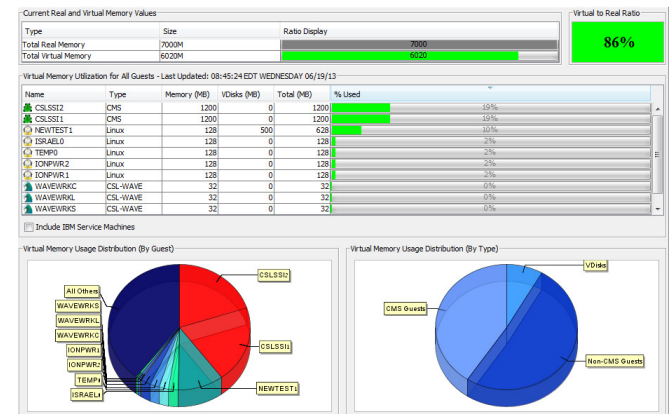 Current Real and Virtual Memory Values
Virtual to Real Ratio
Type Size Ratio Display
Total Real Memory 7000M 7000
Total Virtual Memory 6020M 6020
86%
Virtual Memory Utilization for All Guests - Last Updated: 08:45:24 EDT WEDNESDAY 06/19/13
Name Type Memory (MB) VDisks (MB) Total (MB) % Used
CSLSSI2 CMS 1200 0 1200 19%
CSLSSI1 CMS 1200 0 1200 19%
NEWTEST1 Linux 128 500 628 10%
ISRAEL0 Linux 128 0 128 2%
TEMP0 Linux 128 0 128 2%
IONPWR2 Linux 128 0 128 2%
IONPWR1 Linux 128 0 128 2%
WAVEWRKC CSL-WAVE 32 0 32 0%
WAVEWRKL CSL-WAVE 32 0 32 0%
WAVEWRKS CSL-WAVE 32 0 32 0%
Include IBM Service Machines
Virtual Memory Usage Distribution (By Guest)
CSLSSI2
All Others
WAVEWRKS
WAVEWRKL
WAVEWRKC
CSLSSI1
IONPWR1
IONPWR2
TEMP0
NEWTEST1
ISRAEL0
Virtual Memory Usage Distribution (By Type)
VDisks
CMS Guests
Non-CMS Guests